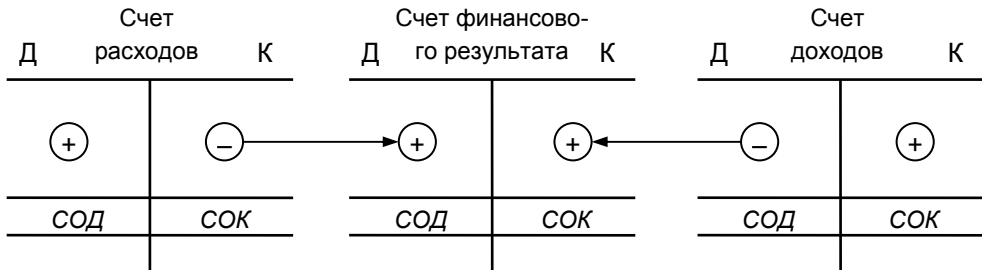 Счет
расходов
Д К
Счет финансово-
го результата
Д К
Счет
доходов
Д К
+ – + + – +
СОД СОК СОД СОК СОД СОК